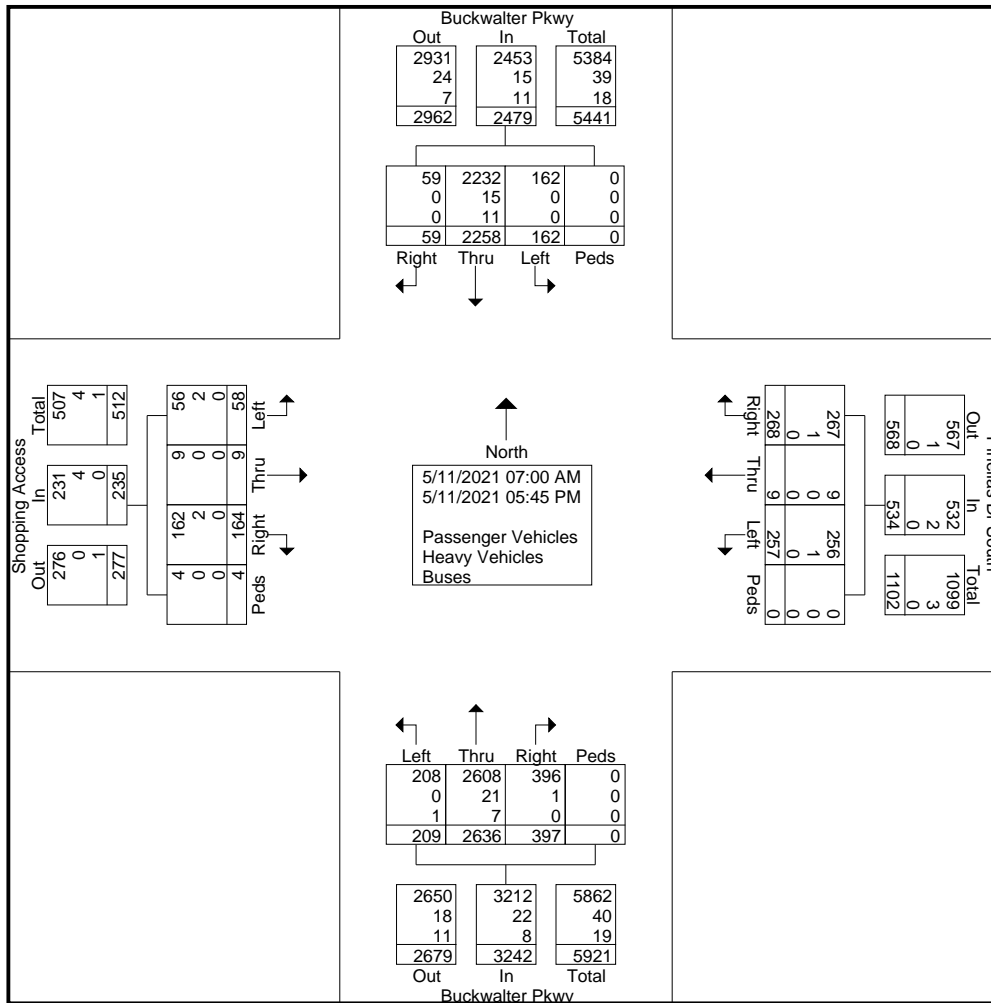 Buckwalter Pkwy
Out In Total
2931 2453 5384
24 15 39
7 11 18
2962 2479 5441
59 2232 162 0
0 15 0 0
0 11 0 0
59 2258 162 0
Right Thru Left Peds
Shopping Access
Total In Out
507 231 276
4 4 0
1 0 1
512 235 277
56 9 162 4
2 0 2 0
0 0 0 0
58 9 164 4
Left Thru Right Peds
North
5/11/2021 07:00 AM
5/11/2021 05:45 PM
Passenger Vehicles
Heavy Vehicles
Buses
Right Thru Left Peds
268 9 257 0
0 0 0 0
1 0 1 0
267 9 256 0
568 534 1102
0 0 0
1 2 3
567 532 1099
Out In Total
Dr South
Left Thru Right Peds
208 2608 396 0
0 21 1 0
1 7 0 0
209 2636 397 0
2650 3212 5862
18 22 40
11 8 19
2679 3242 5921
Out In Total
Buckwalter Pkwy